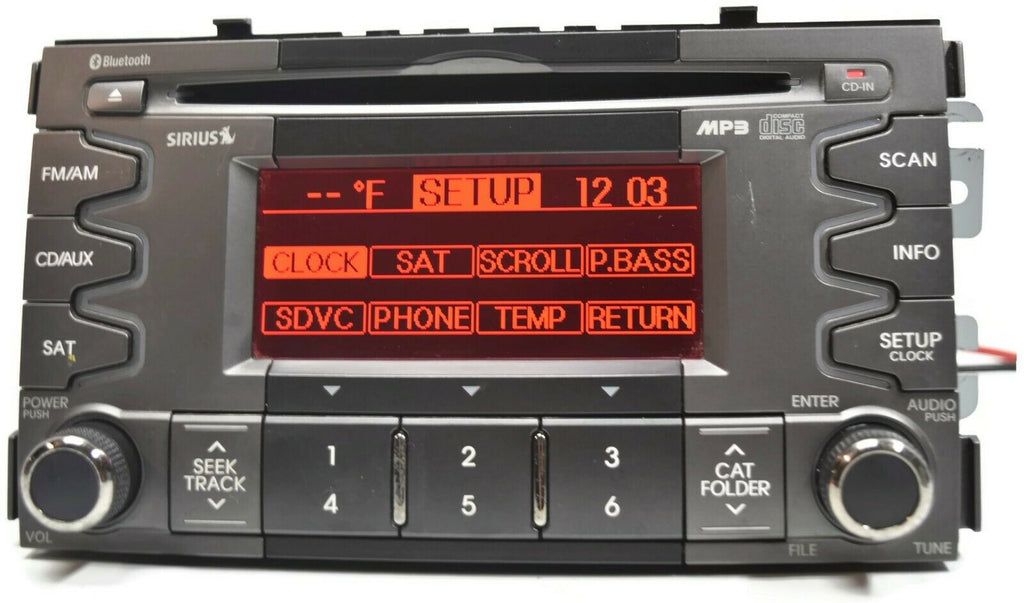 Bluetooth
CD-IN
SIRIUS
MP3
COMPACT
disc
DIGITAL AUDIO
FM/AM
SCAN
-- °F SETUP 12 03
CD/AUX
INFO
CLOCK SAT SCROLL P.BASS
SDVC PHONE TEMP RETURN
SAT
SETUP
CLOCK
POWER
PUSH
ENTER
AUDIO
PUSH
SEEK
TRACK
1 2 3
4 5 6
CAT
FOLDER
VOL
FILE
TUNE